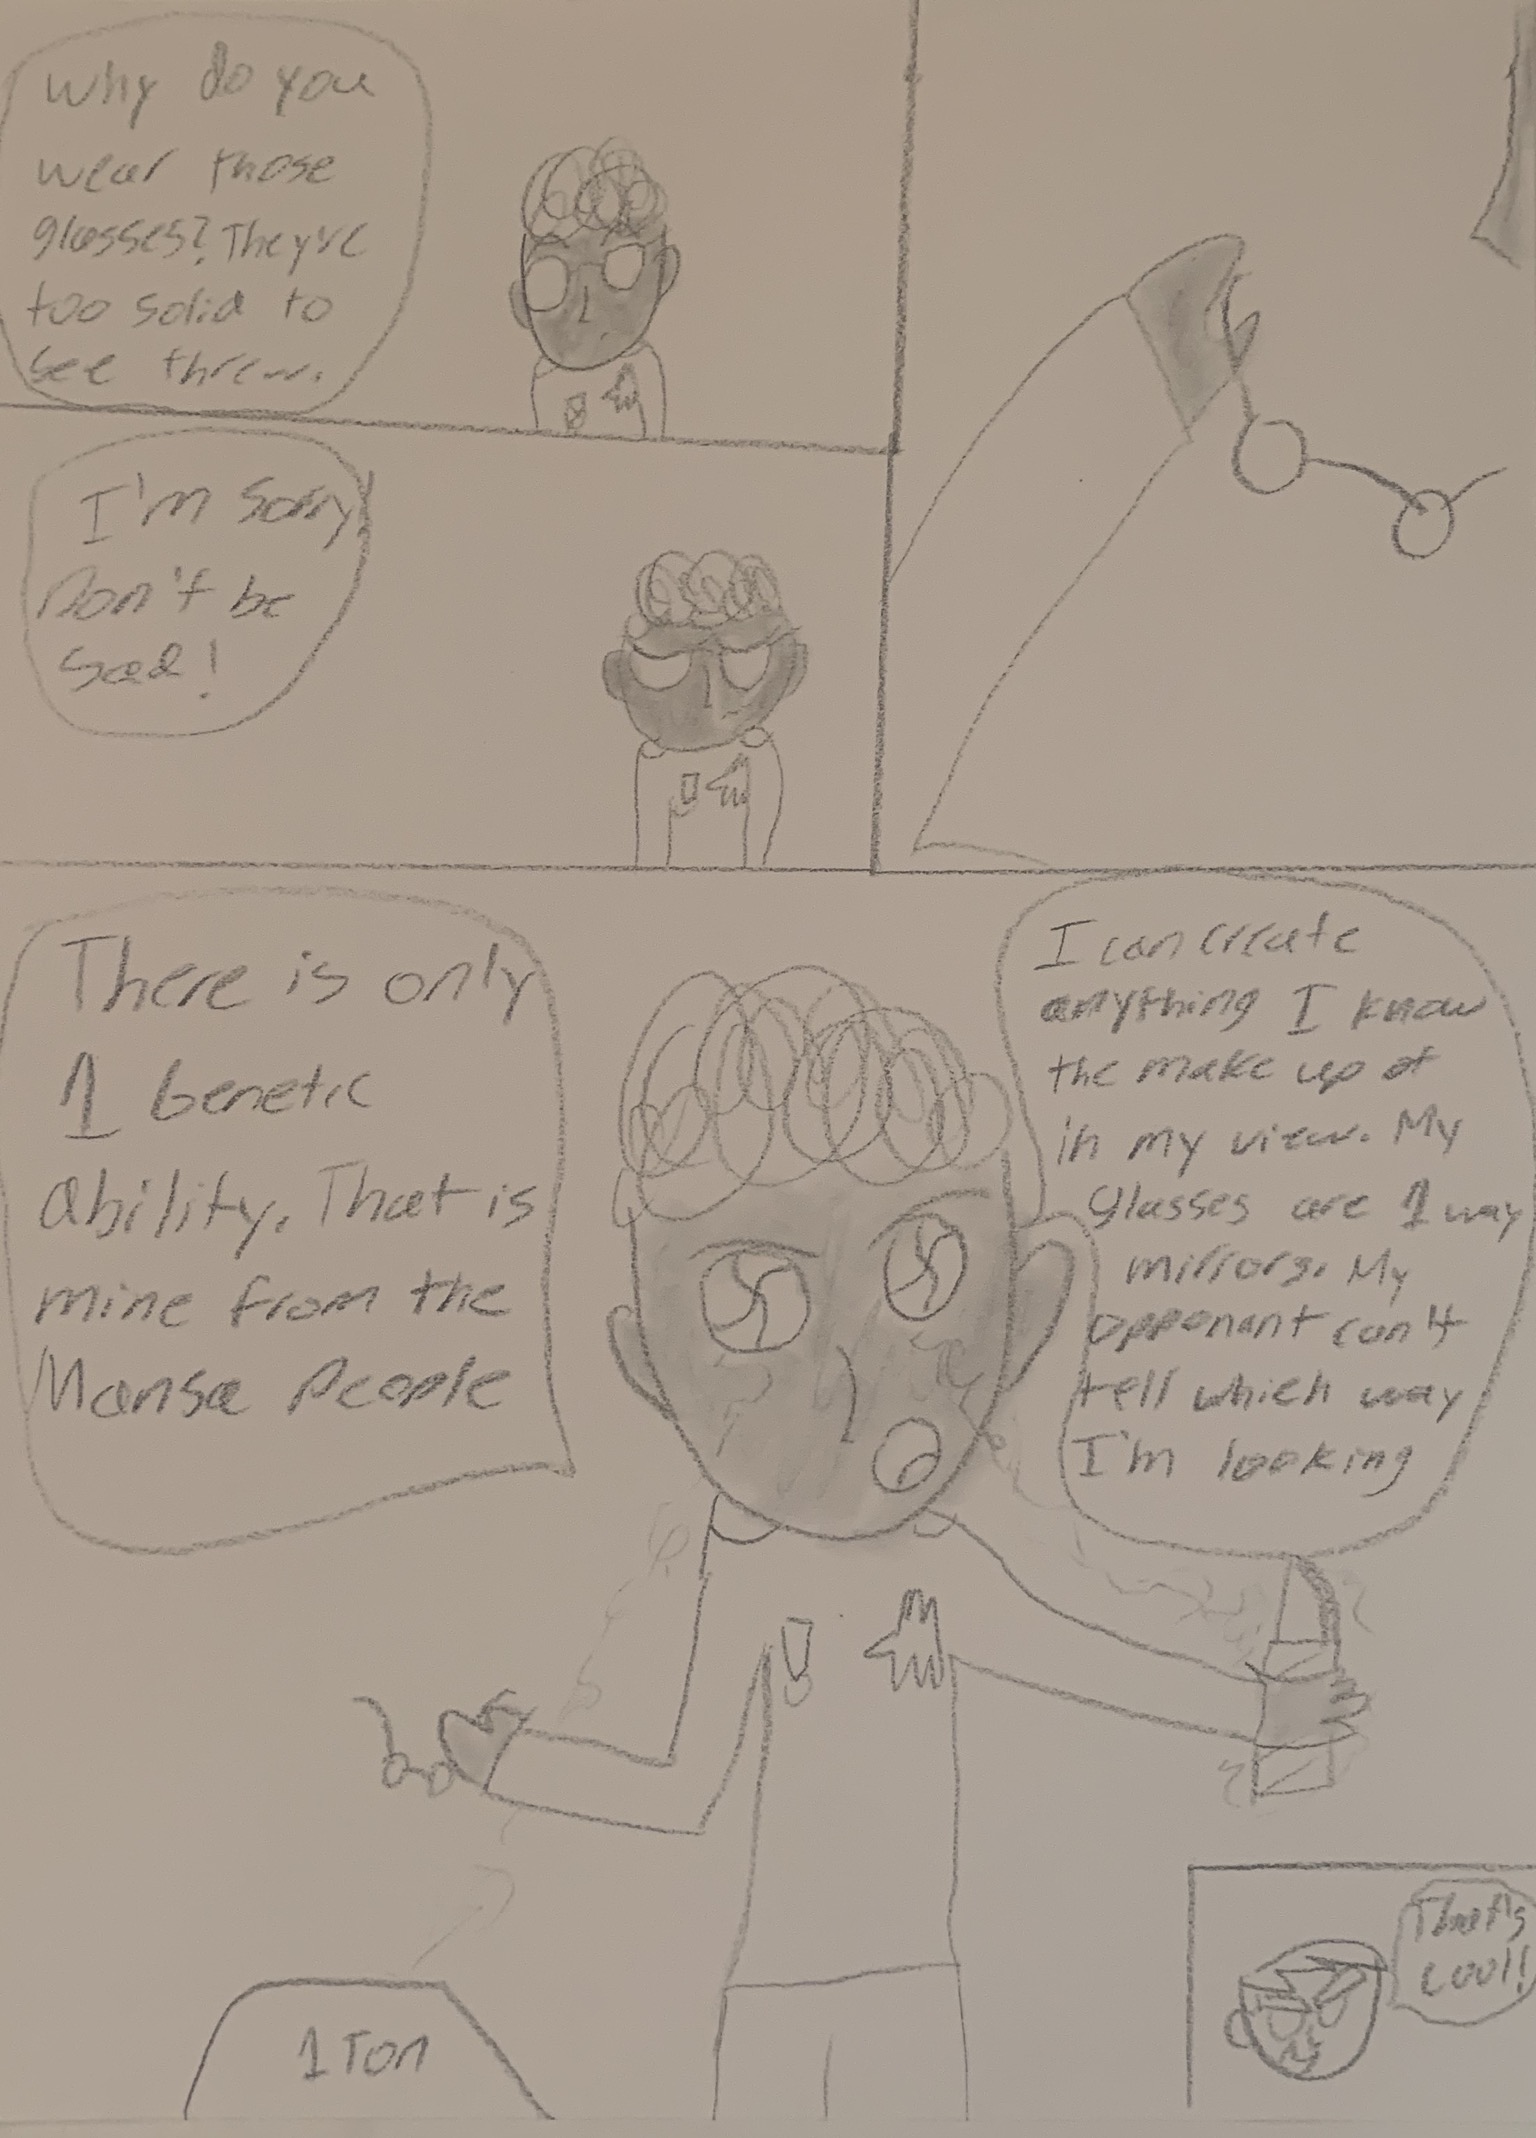 Why do you
wear those
glasses? They're
too solid to
see threw.
I'm sorry
Don't be
sad!
There is only
1 genetic
ability. That is
mine from the
Mansa People
I can create
anything I know
the make up of
in my view. My
glasses are 1 way
mirrors. My
opponant can't
tell which way
I'm looking
1 Ton
That's
cool!